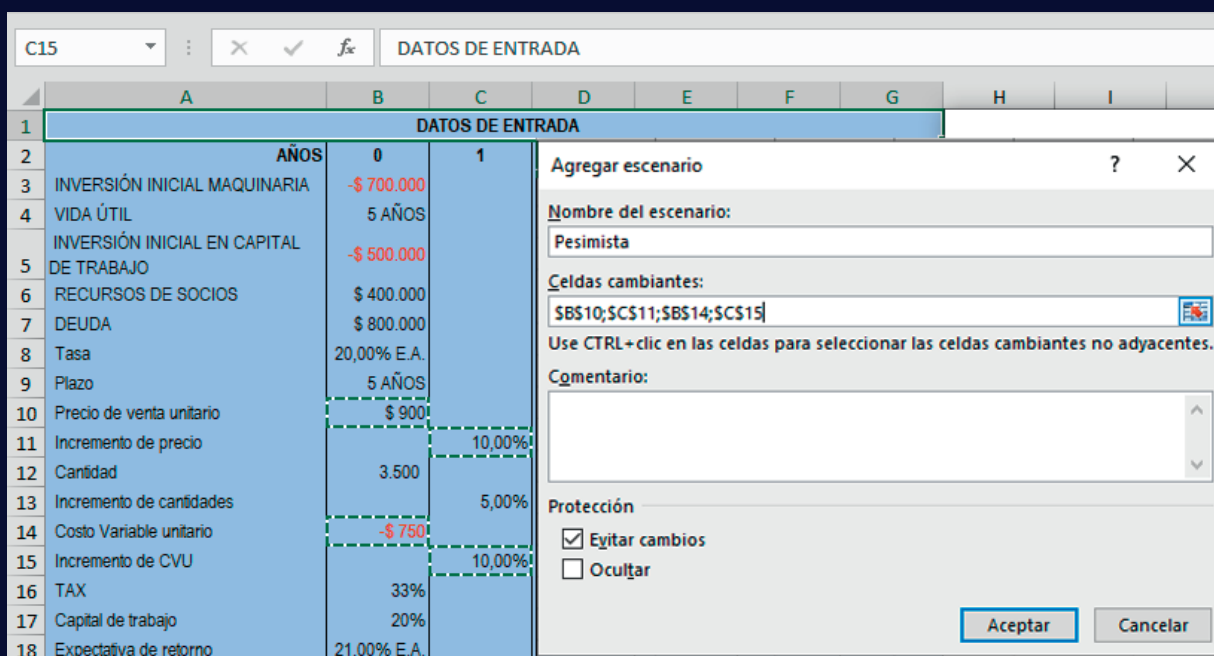 C15 fx DATOS DE ENTRADA
A B C D E F G H I
1 DATOS DE ENTRADA
2 AÑOS 0 1
3 INVERSIÓN INICIAL MAQUINARIA -$ 700.000
4 VIDA ÚTIL 5 AÑOS
INVERSIÓN INICIAL EN CAPITAL
5 DE TRABAJO -$ 500.000
6 RECURSOS DE SOCIOS $ 400.000
7 DEUDA $ 800.000
8 Tasa 20,00% E.A.
9 Plazo 5 AÑOS
10 Precio de venta unitario $ 900
11 Incremento de precio 10,00%
12 Cantidad 3.500
13 Incremento de cantidades 5,00%
14 Costo Variable unitario -$ 750
15 Incremento de CVU 10,00%
16 TAX 33%
17 Capital de trabajo 20%
18 Expectativa de retorno 21,00% E.A.
Agregar escenario ? X
Nombre del escenario:
Pesimista
Celdas cambiantes:
$B$10;$C$11;$B$14;$C$15
Use CTRL+clic en las celdas para seleccionar las celdas cambiantes no adyacentes.
Comentario:
Protección
Evitar cambios
Ocultar
Aceptar Cancelar